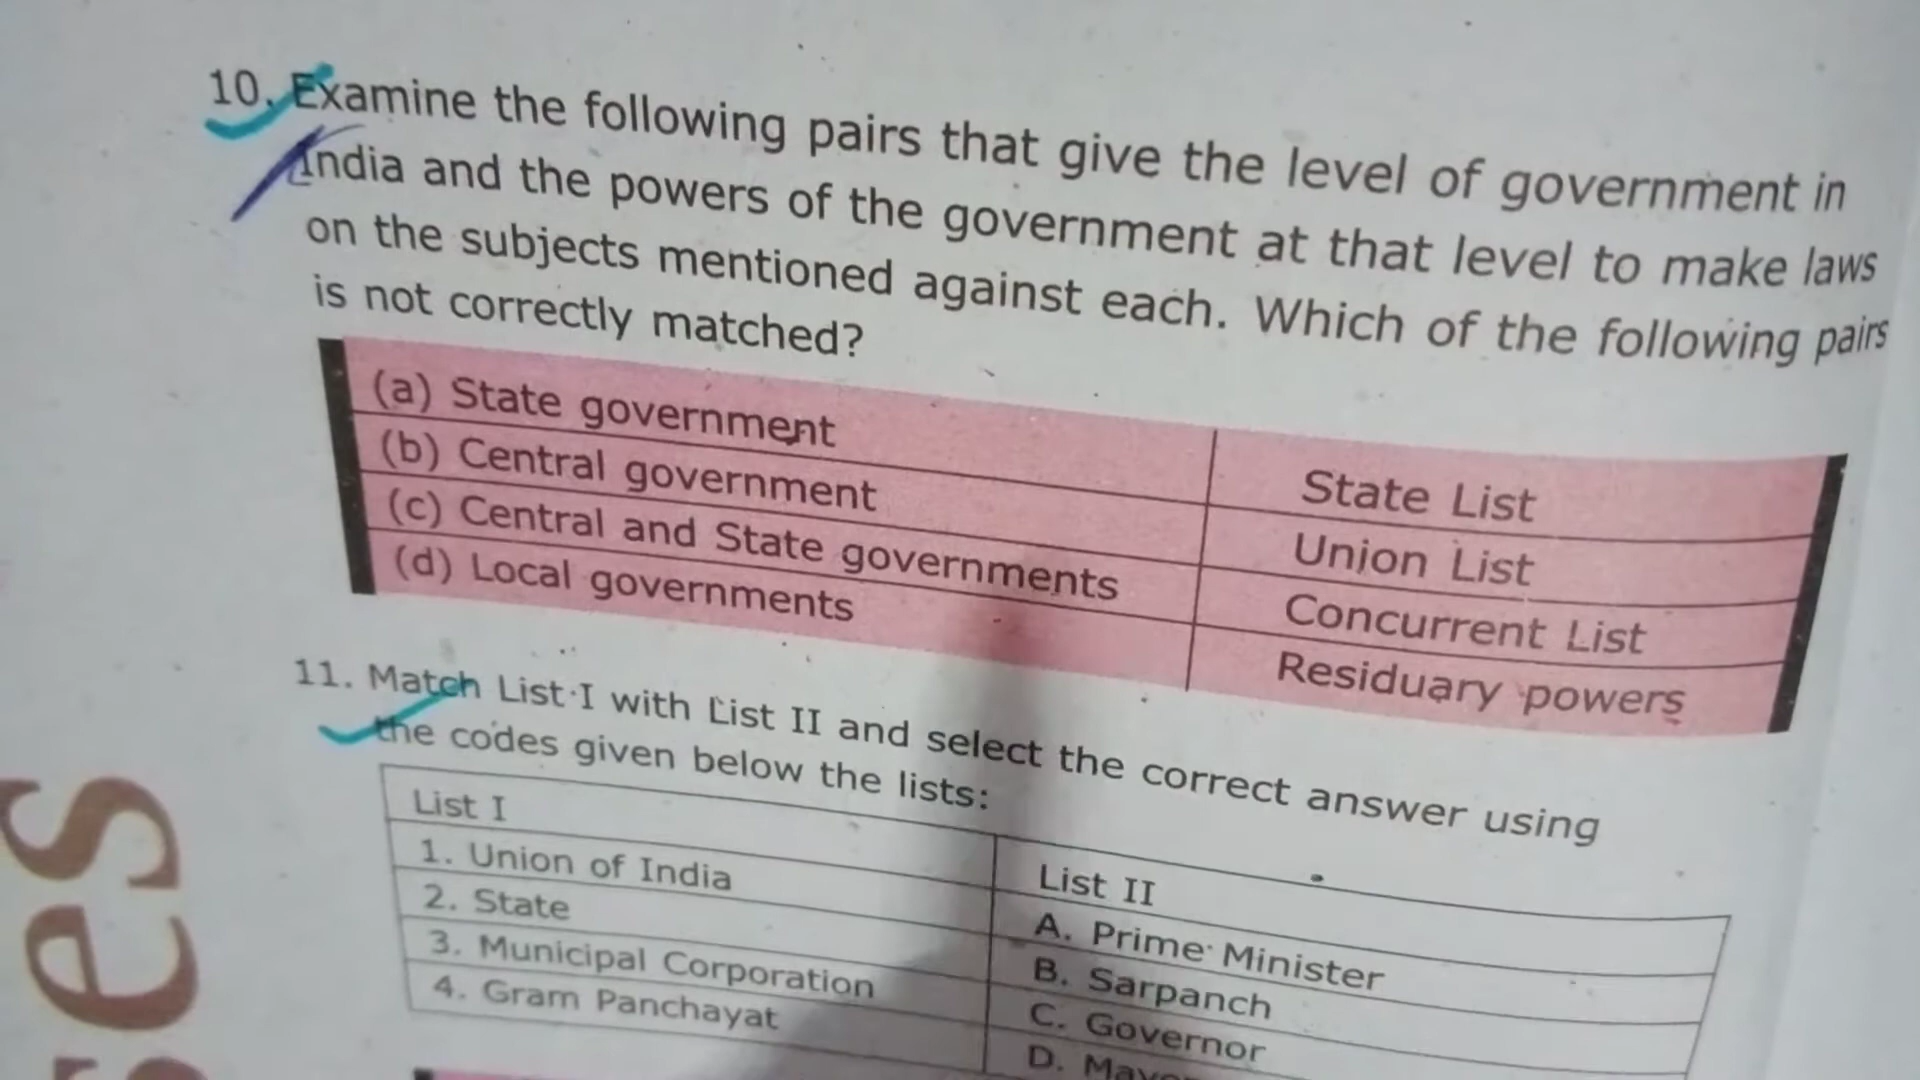 10. Examine the following pairs that give the level of government in
India and the powers of the government at that level to make laws
on the subjects mentioned against each. Which of the following pairs
is not correctly matched?
(a) State government State List
(b) Central government Union List
(c) Central and State governments Concurrent List
(d) Local governments Residuary powers
11. Match List I with List II and select the correct answer using
the codes given below the lists:
List I List II
1. Union of India A. Prime Minister
2. State B. Sarpanch
3. Municipal Corporation C. Governor
4. Gram Panchayat D.